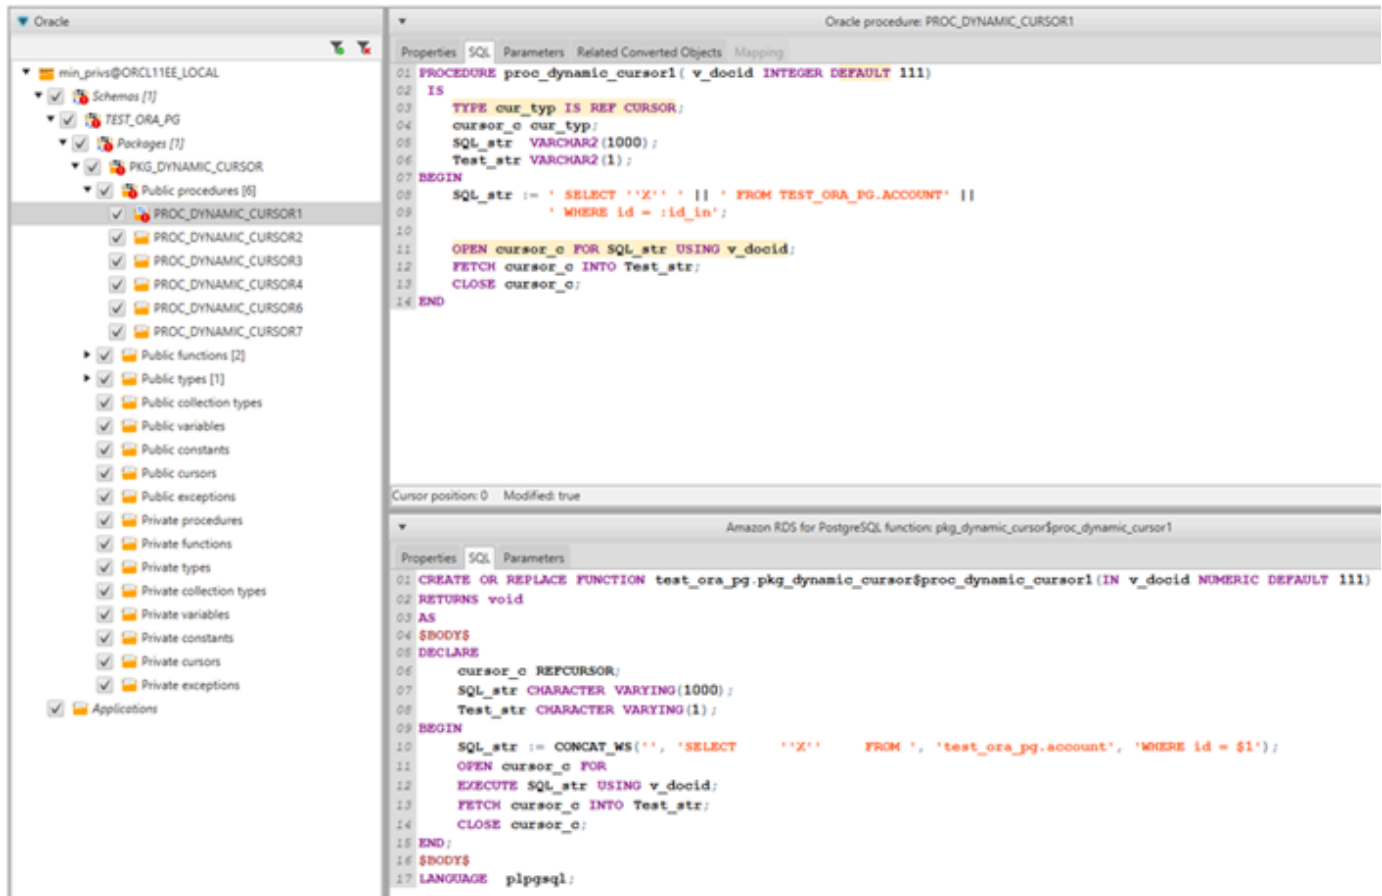 Oracle
min_privs@ORCL11EE_LOCAL
Schemas [1]
TEST_ORA_PG
Packages [1]
PKG_DYNAMIC_CURSOR
Public procedures [6]
PROC_DYNAMIC_CURSOR1
PROC_DYNAMIC_CURSOR2
PROC_DYNAMIC_CURSOR3
PROC_DYNAMIC_CURSOR4
PROC_DYNAMIC_CURSOR6
PROC_DYNAMIC_CURSOR7
Public functions [2]
Public types [1]
Public collection types
Public variables
Public constants
Public cursors
Public exceptions
Private procedures
Private functions
Private types
Private collection types
Private variables
Private constants
Private cursors
Private exceptions
Applications
Oracle procedure: PROC_DYNAMIC_CURSOR1
Properties SQL Parameters Related Converted Objects Mapping
01 PROCEDURE proc_dynamic_cursor1( v_docid INTEGER DEFAULT 111)
02 IS
03 TYPE cur_typ IS REF CURSOR;
04 cursor_c cur_typ;
05 SQL_str VARCHAR2(1000);
06 Test_str VARCHAR2(1);
07 BEGIN
08 SQL_str := ' SELECT ''X'' ' || ' FROM TEST_ORA_PG.ACCOUNT' ||
09 ' WHERE id = :id_in';
10
11 OPEN cursor_c FOR SQL_str USING v_docid;
12 FETCH cursor_c INTO Test_str;
13 CLOSE cursor_c;
14 END
Cursor position: 0 Modified: true
Amazon RDS for PostgreSQL function: pkg_dynamic_cursor$proc_dynamic_cursor1
Properties SQL Parameters
01 CREATE OR REPLACE FUNCTION test_ora_pg.pkg_dynamic_cursor$proc_dynamic_cursor1(IN v_docid NUMERIC DEFAULT 111)
02 RETURNS void
03 AS
04 $BODY$
05 DECLARE
06 cursor_c REFCURSOR;
07 SQL_str CHARACTER VARYING(1000);
08 Test_str CHARACTER VARYING(1);
09 BEGIN
10 SQL_str := CONCAT_WS('', 'SELECT ''X'' FROM ', 'test_ora_pg.account', 'WHERE id = $1');
11 OPEN cursor_c FOR
12 EXECUTE SQL_str USING v_docid;
13 FETCH cursor_c INTO Test_str;
14 CLOSE cursor_c;
15 END;
16 $BODY$
17 LANGUAGE plpgsql;